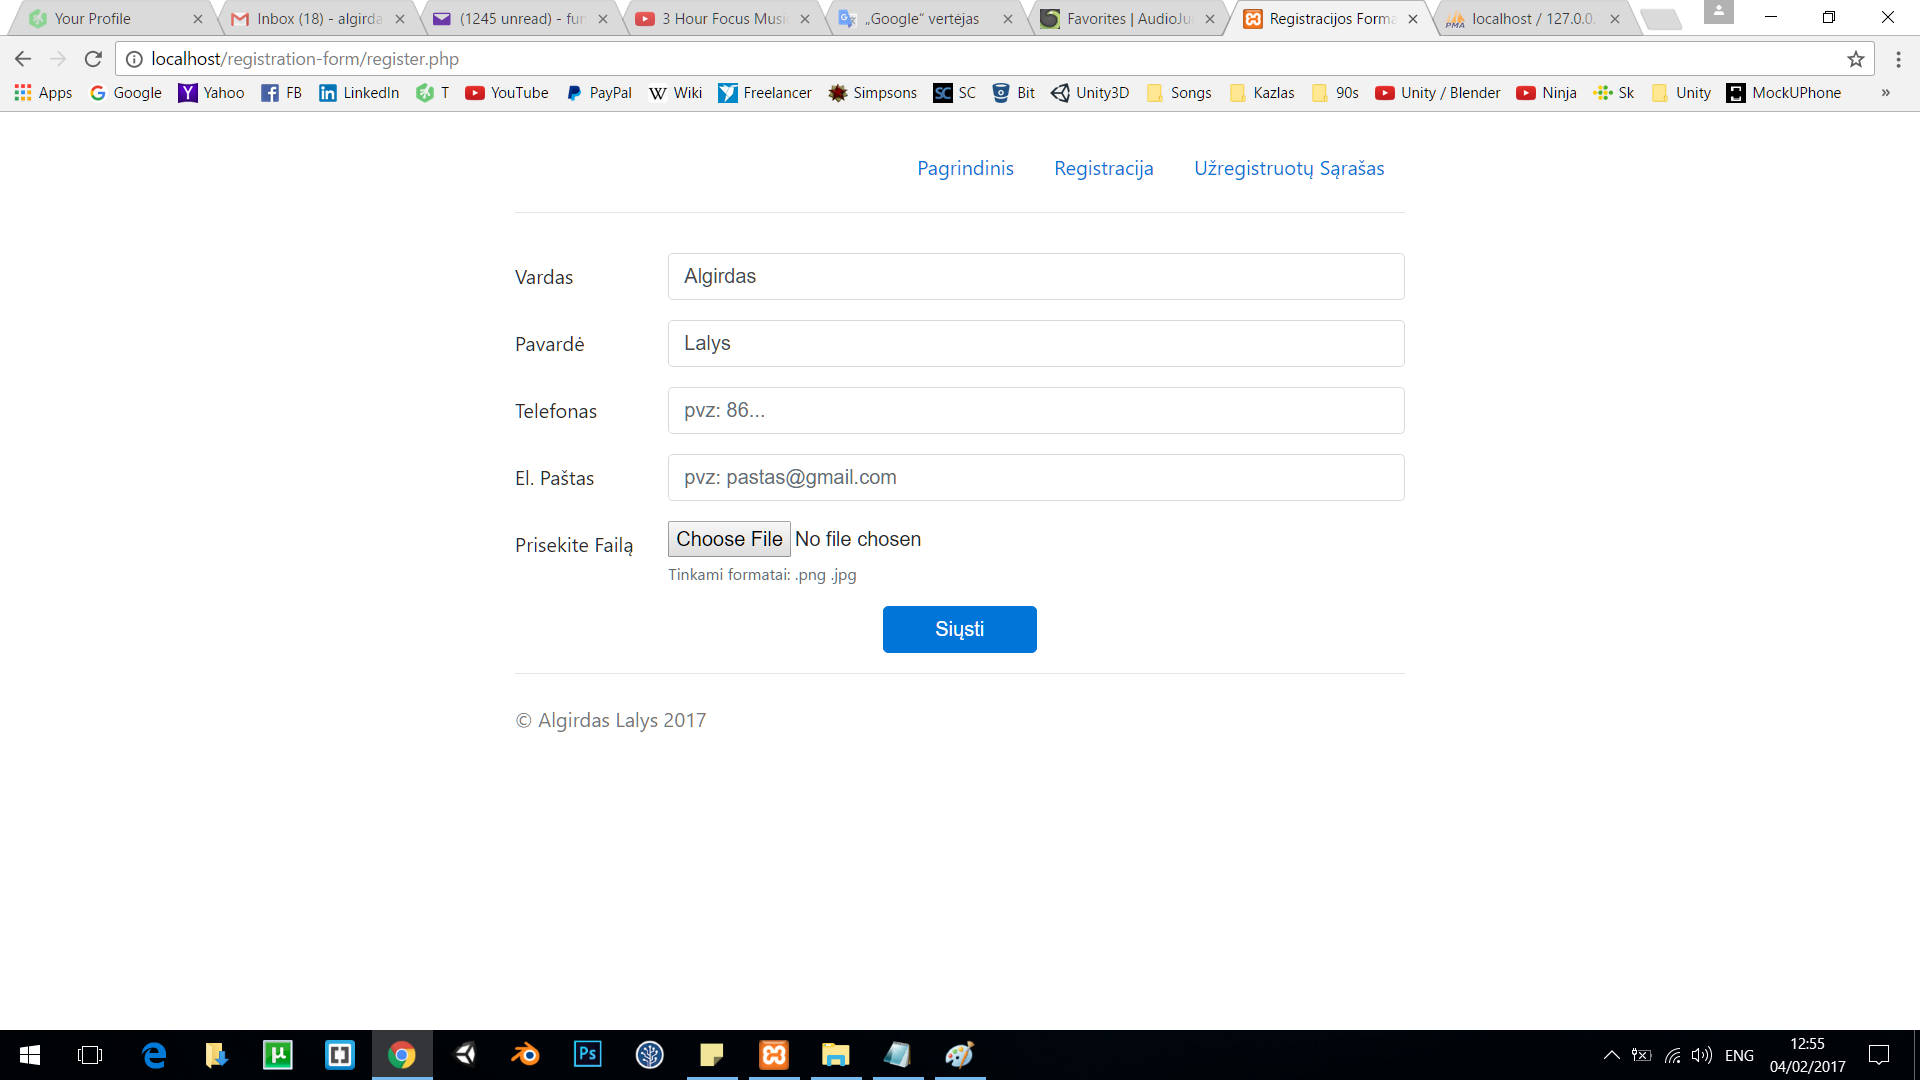 Your Profile
Inbox (18) - algirda
(1245 unread) - fun
3 Hour Focus Music
„Google“ vertėjas
Favorites | AudioJu
Registracijos Forma
localhost / 127.0.0.
localhost/registration-form/register.php
Apps Google Yahoo FB LinkedIn T YouTube PayPal Wiki Freelancer Simpsons SC Bit Unity3D Songs Kazlas 90s Unity / Blender Ninja Sk Unity MockUPhone »
Pagrindinis Registracija Užregistruotų Sąrašas
Vardas Algirdas
Pavardė Lalys
Telefonas pvz: 86...
El. Paštas pvz: pastas@gmail.com
Prisekite Failą Choose File No file chosen
Tinkami formatai: .png .jpg
Siųsti
© Algirdas Lalys 2017
ENG
12:55
04/02/2017